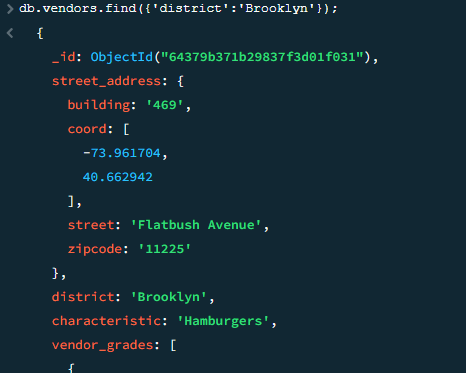 > db.vendors.find({'district':'Brooklyn'});
< {
_id: ObjectId("64379b371b29837f3d01f031"),
street_address: {
building: '469',
coord: [
-73.961704,
40.662942
],
street: 'Flatbush Avenue',
zipcode: '11225'
},
district: 'Brooklyn',
characteristic: 'Hamburgers',
vendor_grades: [
{